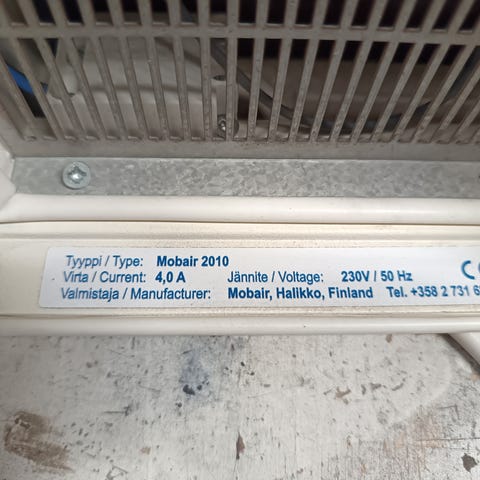 Tyyppi / Type: Mobair 2010
Virta / Current: 4,0 A Jännite / Voltage: 230V / 50 Hz
Valmistaja / Manufacturer: Mobair, Halikko, Finland Tel. +358 2 731